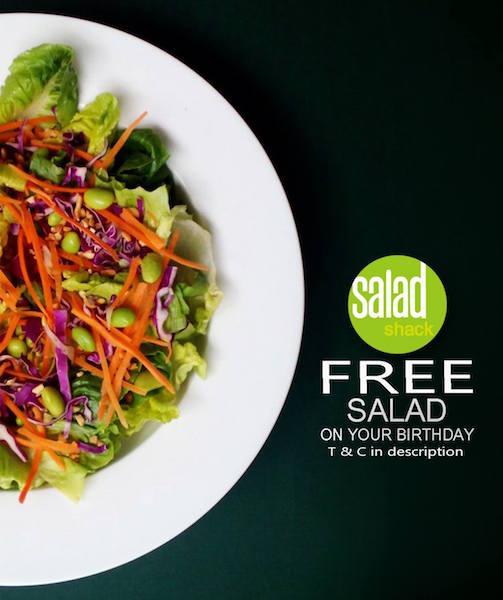 salad
shack
FREE
SALAD
ON YOUR BIRTHDAY
T & C in description